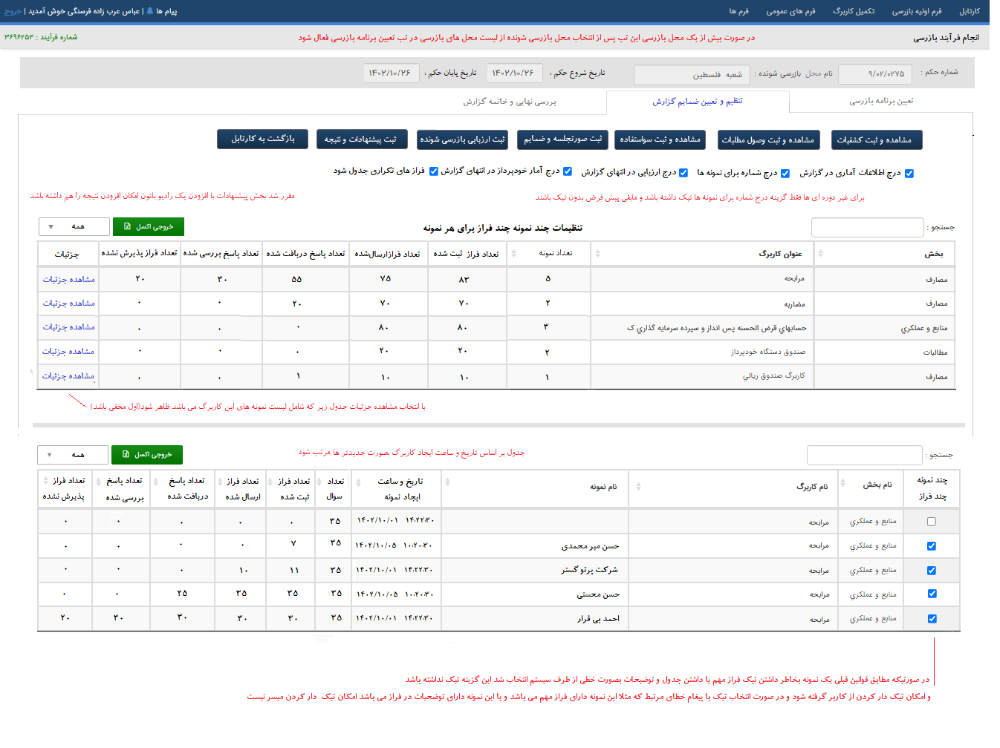 کارتابل فرم اولیه بازرسی تکمیل کاربرگ فرم های عمومی فرم ها
پیام ها | عباس عرب زاده فرسنگی خوش آمدید | خروج
انجام فرآیند بازرسی
در صورت بیش از یک محل بازرسی این تب پس از انتخاب محل بازرسی شونده از لیست محل های بازرسی در تب تعیین برنامه بازرسی فعال شود
شماره فرآیند : ۳۶۹۶۲۵۳
شماره حکم : ۹/۰۲/۰۲۷۵ نام محل بازرسی شونده : شعبه فلسطین تاریخ شروع حکم : ۱۴۰۲/۱۰/۲۶ تاریخ پایان حکم : ۱۴۰۲/۱۰/۲۶
تعیین برنامه بازرسی تنظیم و تعیین ضمایم گزارش بررسی نهایی و خاتمه گزارش
مشاهده و ثبت کشفیات مشاهده و ثبت وصول مطلبات مشاهده و ثبت سواستفاده ثبت صورتجلسه و ضمایم ثبت ارزیابی بازرسی شونده ثبت پیشنهادات و نتیجه بازگشت به کارتابل
درج اطلاعات آماری در گزارش درج شماره برای نمونه ها درج ارزیابی در انتهای گزارش درج آمار خودپرداز در انتهای گزارش فراز های تکراری جدول شود
برای غیر دوره ای ها فقط گزینه درج شماره برای نمونه ها تیک داشته باشد و مابقی پیش فرض بدون تیک باشند
مقرر شد بخش پیشنهادات با افزودن یک رادیو باتون امکان افزودن نتیجه را هم داشته باشد
جستجو : تنظیمات چند نمونه چند فراز برای هر نمونه خروجی اکسل همه
بخش عنوان کاربرگ تعداد نمونه تعداد فراز ثبت شده تعداد فرازارسال‌شده تعداد پاسخ دریافت شده تعداد پاسخ بررسی شده تعداد فراز پذیرش نشده جزئیات
مصارف مرابحه ۵ ۸۳ ۷۵ ۵۵ ۳۰ ۲۰ مشاهده جزئیات
مصارف مضاربه ۲ ۷۰ ۷۰ ۲۰ ۰ ۰ مشاهده جزئیات
منابع و عملکري حسابهاي قرض الحسنه پس انداز و سپرده سرمایه گذاري ک ۳ ۸۰ ۸۰ ۰ ۰ ۰ مشاهده جزئیات
مطالبات صندوق دستگاه خودپرداز ۲ ۲۰ ۲۰ ۰ ۰ ۰ مشاهده جزئیات
مصارف کاربرگ صندوق ریالي ۱ ۱۰ ۱۰ ۱ ۰ ۰ مشاهده جزئیات
با انتخاب مشاهده جزئیات جدول زیر که شامل لیست نمونه های این کاربرگ می باشد ظاهر شود(اول مخفی باشد)
جستجو : جدول بر اساس تاریخ و ساعت ایجاد کاربرگ بصورت جدیدتر ها مرتب شود خروجی اکسل همه
چند نمونه چند فراز نام بخش نام کاربرگ نام نمونه تاریخ و ساعت ایجاد نمونه تعداد سوال تعداد فراز ثبت شده تعداد فراز ارسال شده تعداد پاسخ دریافت شده تعداد پاسخ بررسی شده تعداد فراز پذیرش نشده
منابع و عملکري مرابحه ۱۴۰۲/۱۰/۰۱ ۱۴:۲۲:۳۰ ۳۵ ۰ ۰ ۰ ۰ ۰
منابع و عملکري مرابحه حسن میر محمدی ۱۴۰۲/۱۰/۰۵ ۱۰:۲۰:۳۰ ۳۵ ۷ ۰ ۰ ۰ ۰
منابع و عملکري مرابحه شرکت پرتو گستر ۱۴۰۲/۱۰/۰۱ ۱۴:۲۲:۳۰ ۳۵ ۱۱ ۱۰ ۰ ۰ ۰
منابع و عملکري مرابحه حسن محسنی ۱۴۰۲/۱۰/۰۵ ۱۰:۲۰:۳۰ ۳۵ ۳۵ ۳۵ ۲۵ ۰ ۰
منابع و عملکري مرابحه احمد بی قرار ۱۴۰۲/۱۰/۰۱ ۱۴:۲۲:۳۰ ۳۵ ۳۰ ۳۰ ۳۰ ۳۰ ۲۰
در صورتیکه مطابق قوانین قبلی یک نمونه بخاطر داشتن تیک فراز مهم یا داشتن جدول و توضیحات بصورت خطی از طرف سیستم انتخاب شد این گزینه تیک نداشته باشد
و امکان تیک دار کردن از کاربر گرفته شود و در صورت انتخاب تیک با پیغام خطای مرتبط که مثلا این نمونه دارای فراز مهم می باشد و یا این نمونه دارای توضحیات در فراز می باشد امکان تیک دار کردن میسر نیست